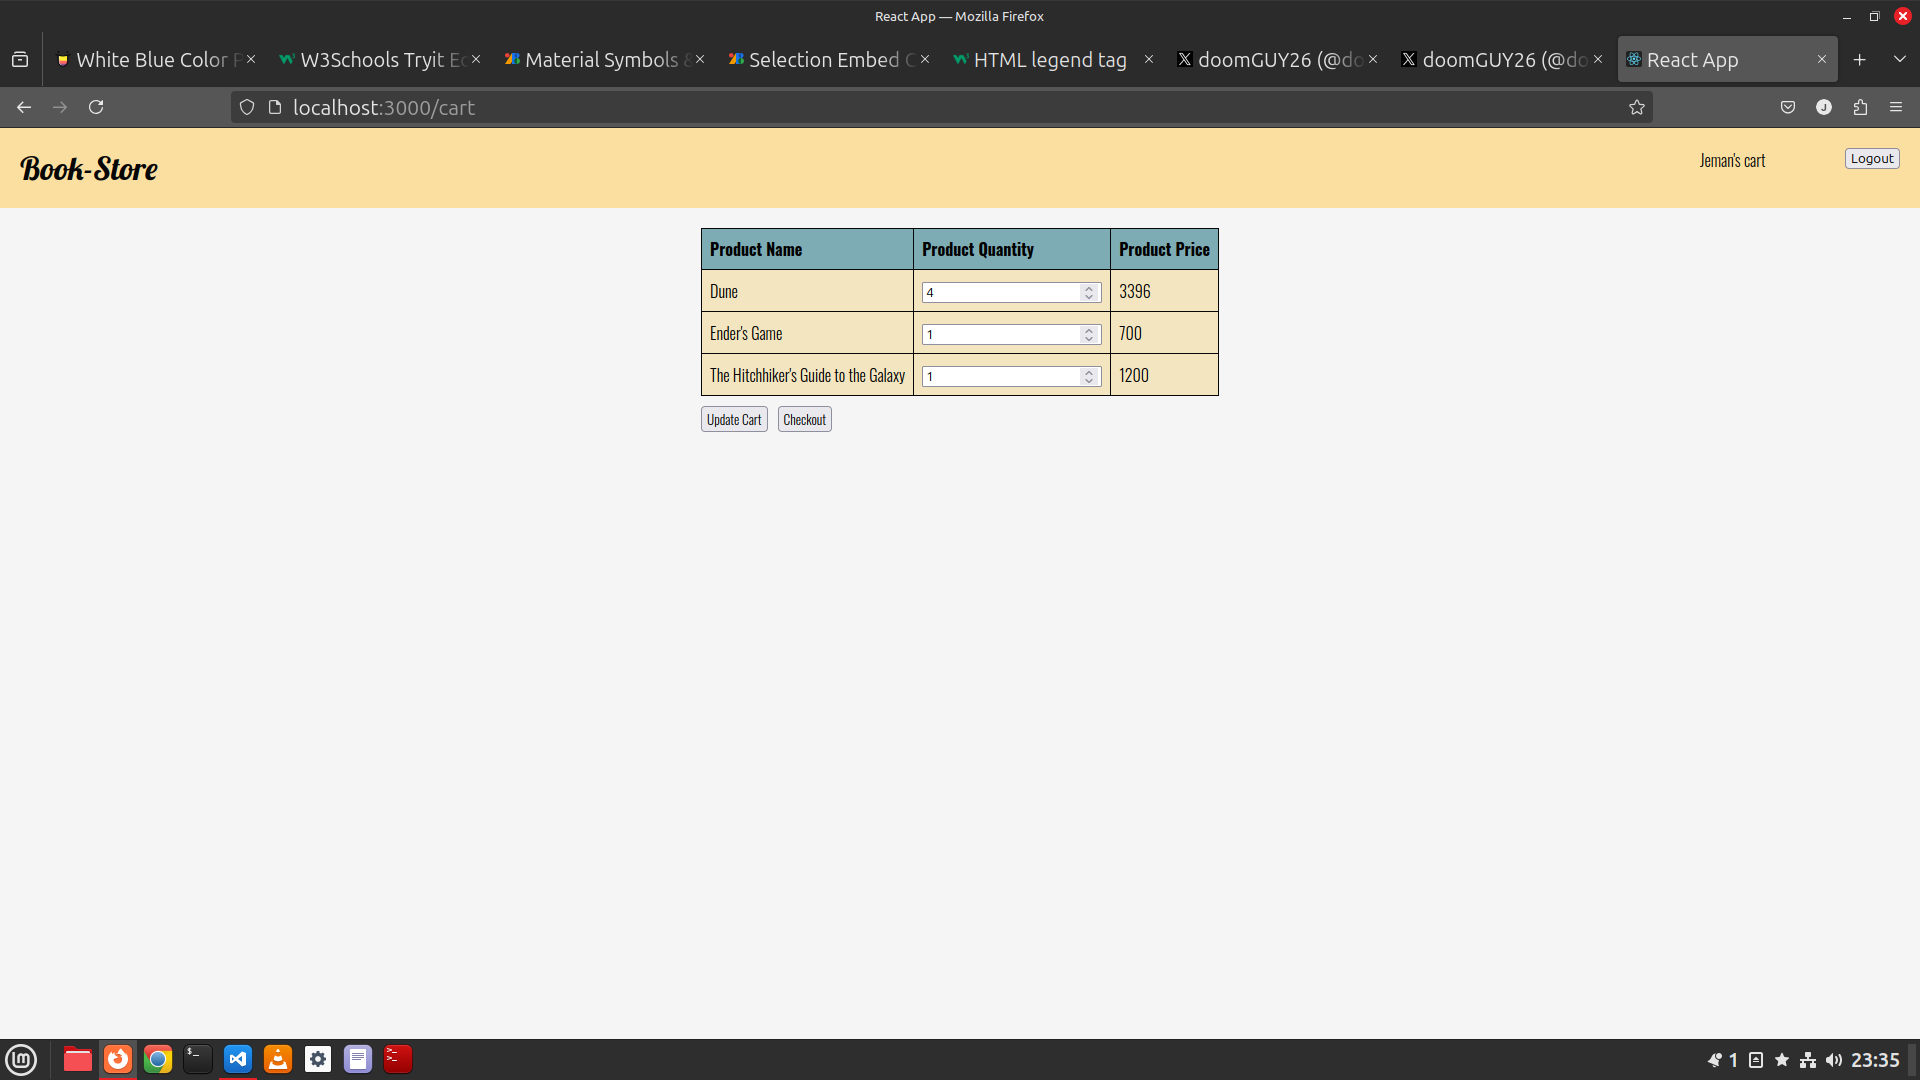 React App — Mozilla Firefox
White Blue Color P
W3Schools Tryit Ed
Material Symbols &
Selection Embed C
HTML legend tag
doomGUY26 (@do
doomGUY26 (@do
React App
localhost:3000/cart
J
Book-Store
Jeman's cart
Logout
Product Name Product Quantity Product Price
Dune 4 3396
Ender's Game 1 700
The Hitchhiker's Guide to the Galaxy 1 1200
Update Cart Checkout
1 23:35